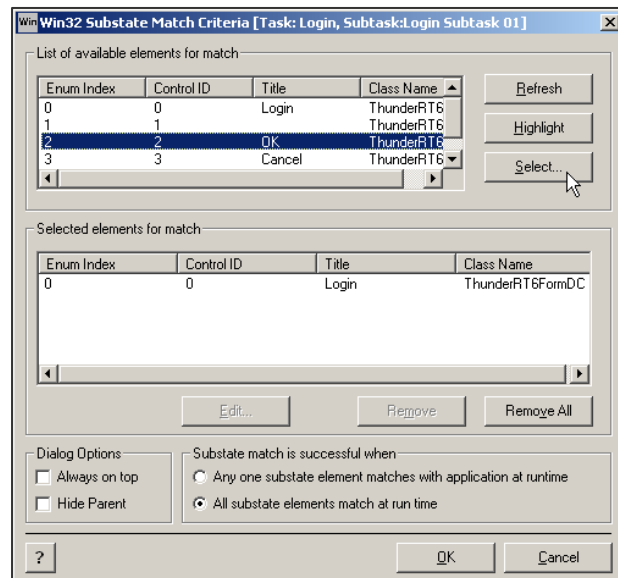 Win Win32 Substate Match Criteria [Task: Login, Subtask:Login Subtask 01]
List of available elements for match
Enum Index Control ID Title Class Name
0 0 Login ThunderRT6
1 1 ThunderRT6
2 2 OK ThunderRT6
3 3 Cancel ThunderRT6
Refresh
Highlight
Select...
Selected elements for match
Enum Index Control ID Title Class Name
0 0 Login ThunderRT6FormDC
Edit... Remove Remove All
Dialog Options
Always on top
Hide Parent
Substate match is successful when
Any one substate element matches with application at runtime
All substate elements match at run time
? OK Cancel